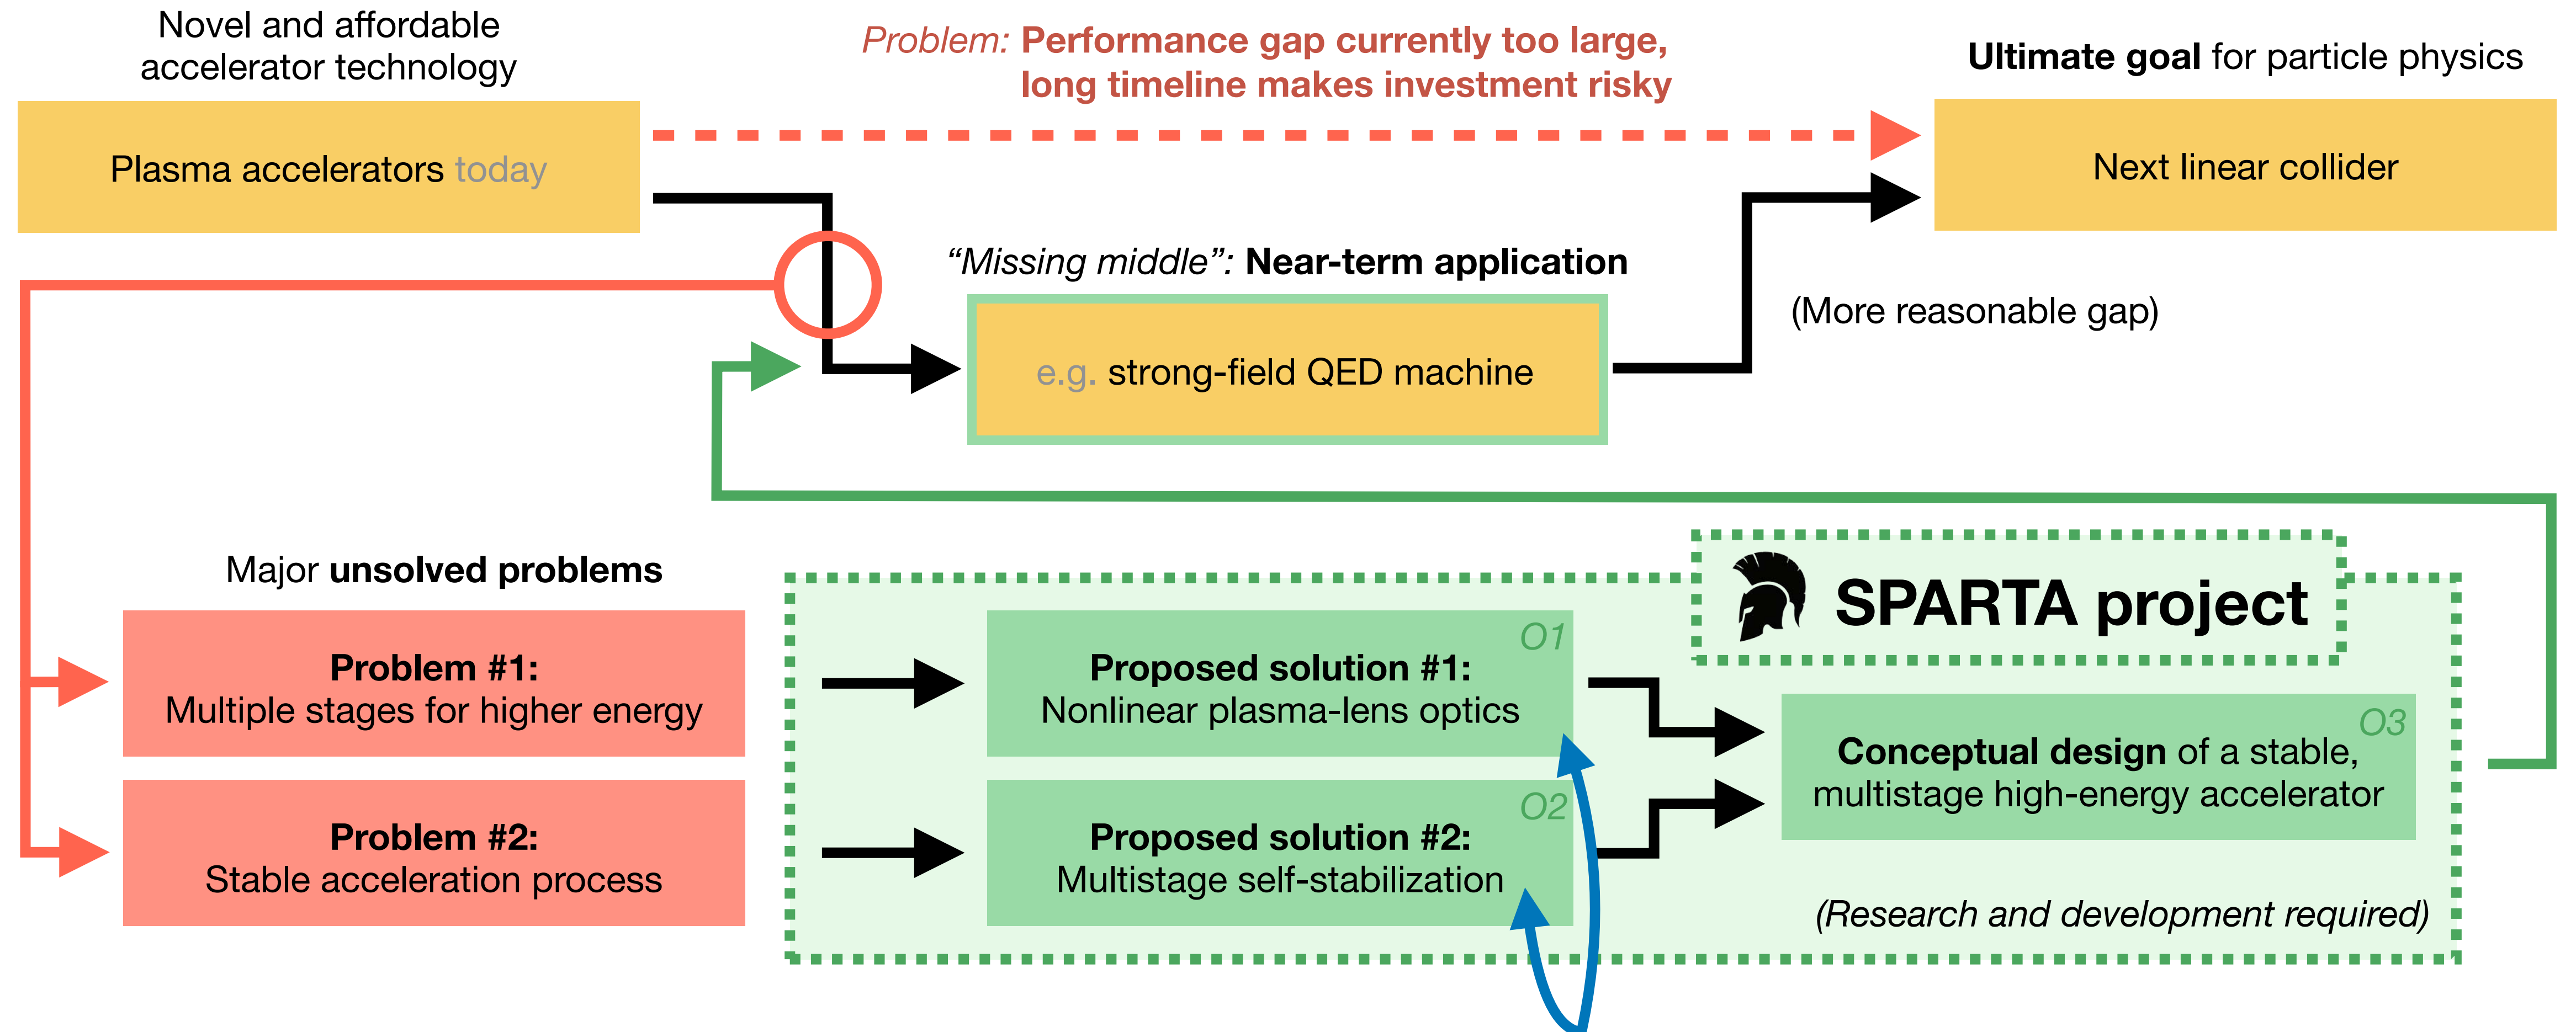 Novel and affordable
accelerator technology
Plasma accelerators today
Problem: Performance gap currently too large,
long timeline makes investment risky
Ultimate goal for particle physics
Next linear collider
“Missing middle”: Near-term application
e.g. strong-field QED machine
(More reasonable gap)
Major unsolved problems
Problem #1:
Multiple stages for higher energy
Problem #2:
Stable acceleration process
SPARTA project
O1
Proposed solution #1:
Nonlinear plasma-lens optics
O2
Proposed solution #2:
Multistage self-stabilization
O3
Conceptual design of a stable,
multistage high-energy accelerator
(Research and development required)